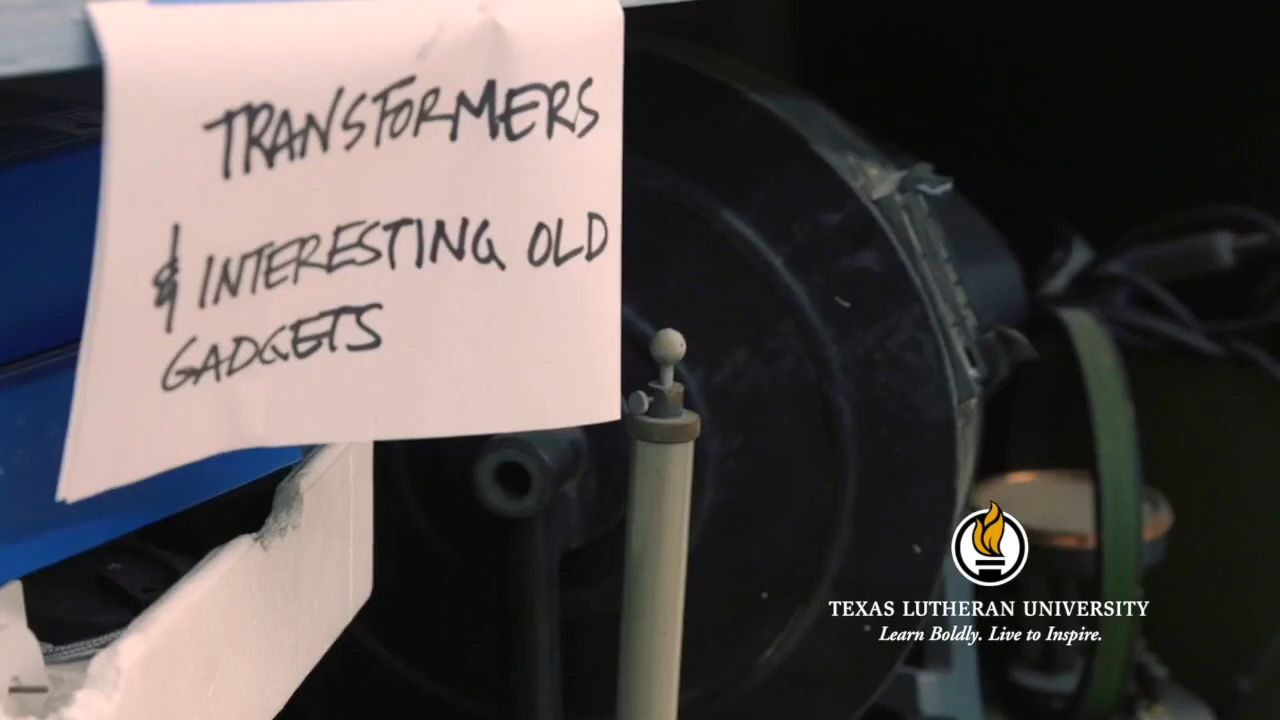 TRANSFORMERS
& INTERESTING OLD
GADGETS
TEXAS LUTHERAN UNIVERSITY
Learn Boldly. Live to Inspire.